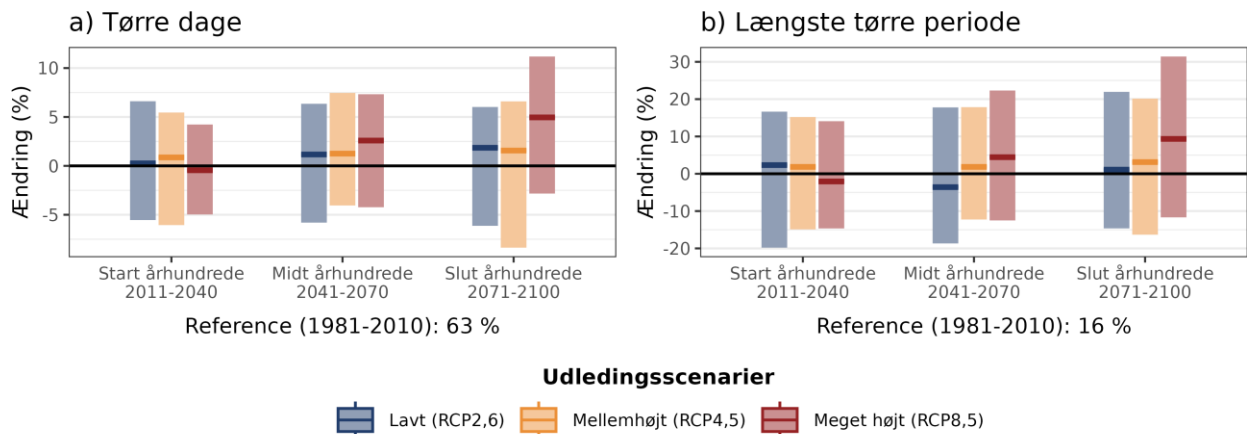 a) Tørre dage
Ændring (%)
10
5
0
-5
Start århundrede
2011-2040
Midt århundrede
2041-2070
Slut århundrede
2071-2100
Reference (1981-2010): 63 %
b) Længste tørre periode
Ændring (%)
30
20
10
0
-10
-20
Start århundrede
2011-2040
Midt århundrede
2041-2070
Slut århundrede
2071-2100
Reference (1981-2010): 16 %
Udledingsscenarier
Lavt (RCP2,6)
Mellemhøjt (RCP4,5)
Meget højt (RCP8,5)